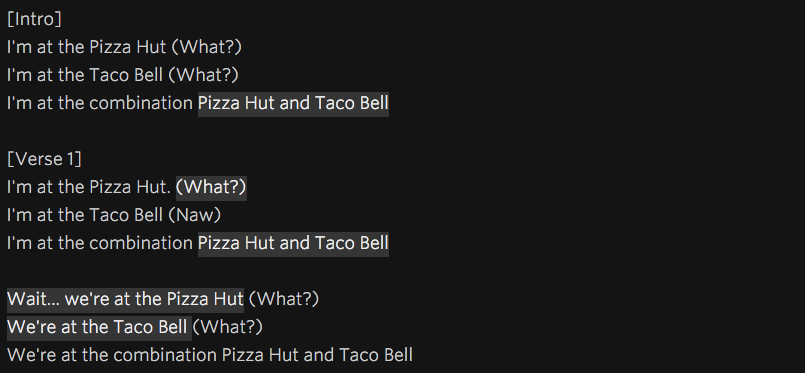 [Intro]
I'm at the Pizza Hut (What?)
I'm at the Taco Bell (What?)
I'm at the combination Pizza Hut and Taco Bell
[Verse 1]
I'm at the Pizza Hut. (What?)
I'm at the Taco Bell (Naw)
I'm at the combination Pizza Hut and Taco Bell
Wait... we're at the Pizza Hut (What?)
We're at the Taco Bell (What?)
We're at the combination Pizza Hut and Taco Bell